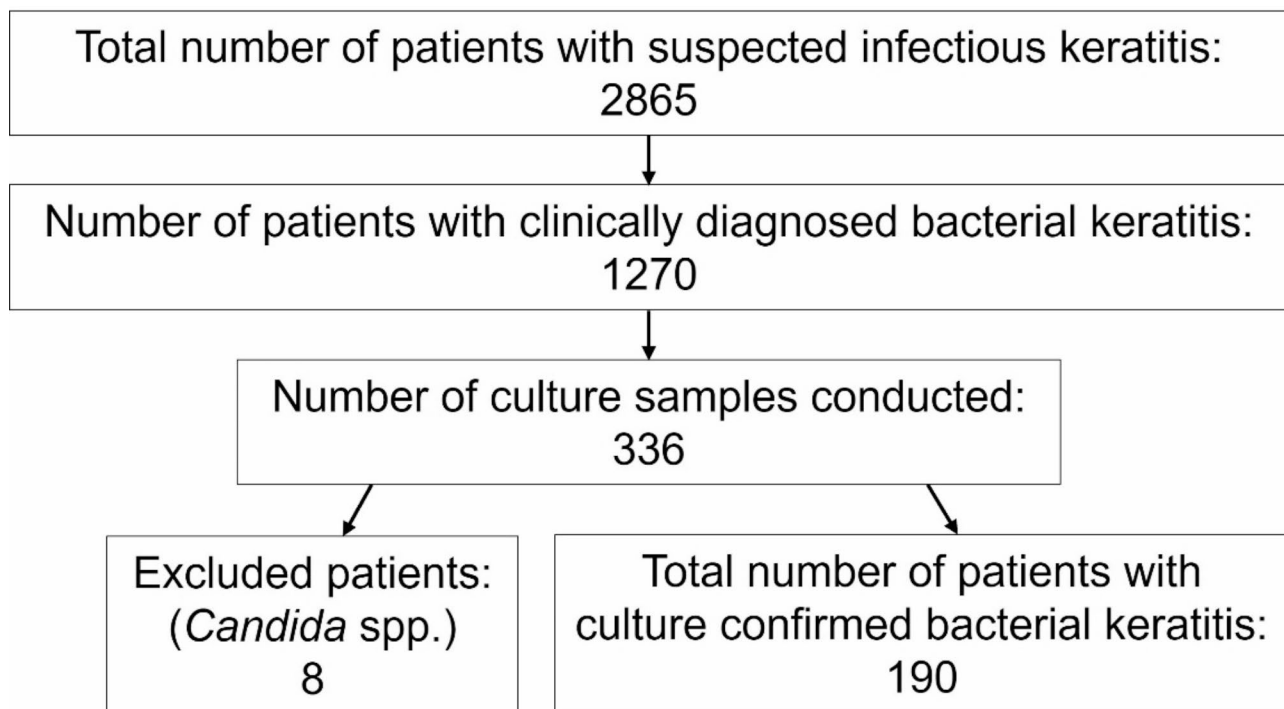 Total number of patients with suspected infectious keratitis:
2865
Number of patients with clinically diagnosed bacterial keratitis:
1270
Number of culture samples conducted:
336
Excluded patients:
(Candida spp.)
8
Total number of patients with
culture confirmed bacterial keratitis:
190